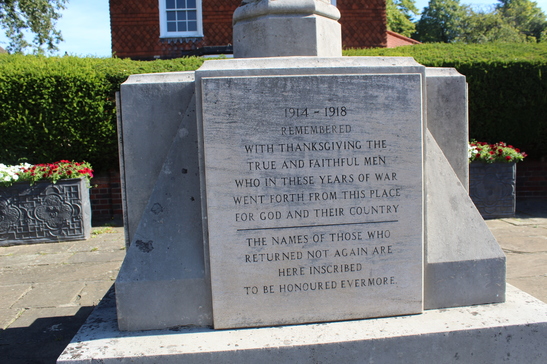 1914 - 1918
REMEMBERED
WITH THANKSGIVING THE
TRUE AND FAITHFUL MEN
WHO IN THESE YEARS OF WAR
WENT FORTH FROM THIS PLACE
FOR GOD AND THEIR COUNTRY
THE NAMES OF THOSE WHO
RETURNED NOT AGAIN ARE
HERE INSCRIBED
TO BE HONOURED EVERMORE